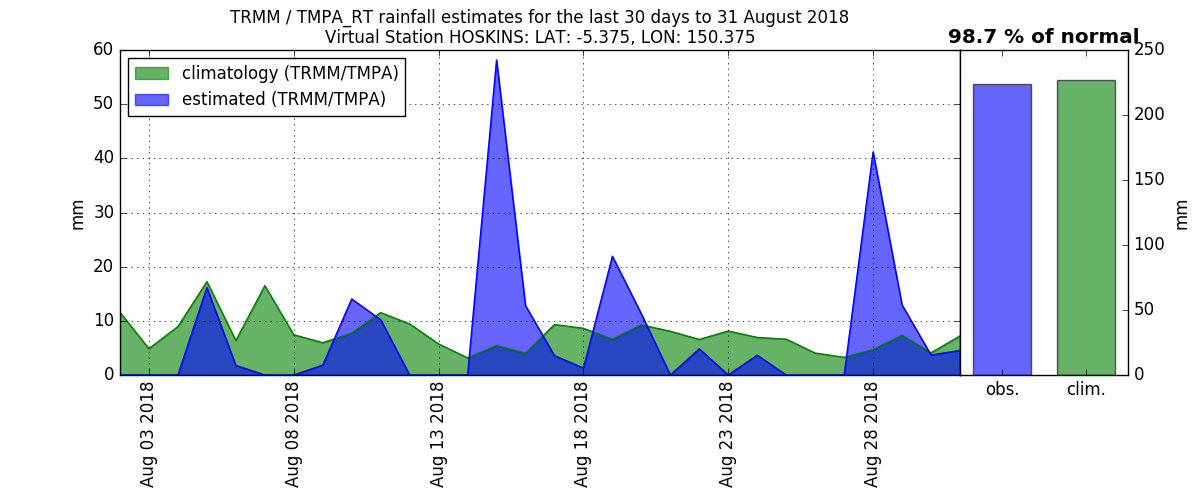 TRMM / TMPA_RT rainfall estimates for the last 30 days to 31 August 2018
Virtual Station HOSKINS: LAT: -5.375, LON: 150.375
98.7 % of normal
climatology (TRMM/TMPA)
estimated (TRMM/TMPA)
60
50
40
30
20
10
0
mm
Aug 03 2018
Aug 08 2018
Aug 13 2018
Aug 18 2018
Aug 23 2018
Aug 28 2018
obs.
clim.
250
200
150
100
50
0
mm